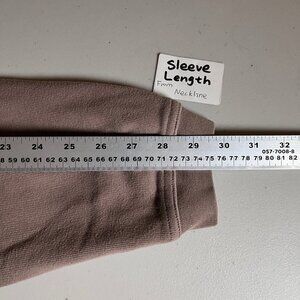 Sleeve
Length
From
Neckline
23 24 25 26 27 28 29 30 31 32
057-7008-8
59 60 61 62 63 64 65 66 67 68 69 70 71 72 73 74 75 76 77 78 79 80 81 82